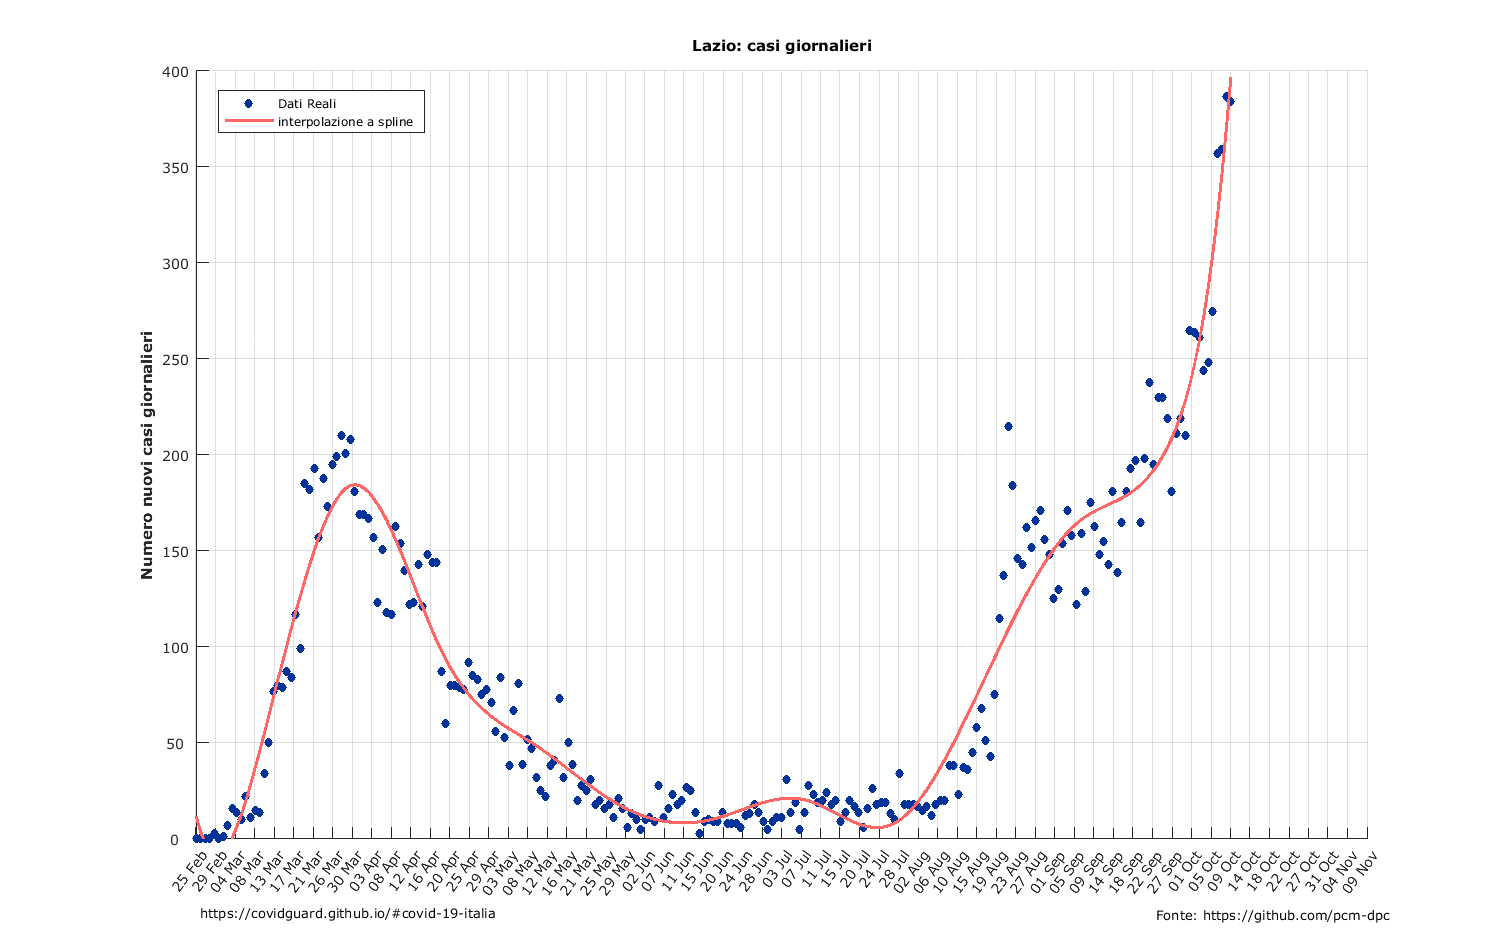 Lazio: casi giornalieri
Dati Reali
interpolazione a spline
Numero nuovi casi giornalieri
400
350
300
250
200
150
100
50
0
25 Feb
29 Feb
04 Mar
08 Mar
13 Mar
17 Mar
21 Mar
26 Mar
30 Mar
03 Apr
08 Apr
12 Apr
16 Apr
20 Apr
25 Apr
29 Apr
03 May
08 May
12 May
16 May
21 May
25 May
29 May
02 Jun
07 Jun
11 Jun
15 Jun
20 Jun
24 Jun
28 Jun
03 Jul
07 Jul
11 Jul
15 Jul
20 Jul
24 Jul
28 Jul
02 Aug
06 Aug
10 Aug
15 Aug
19 Aug
23 Aug
27 Aug
01 Sep
05 Sep
09 Sep
14 Sep
18 Sep
22 Sep
27 Sep
01 Oct
05 Oct
09 Oct
14 Oct
18 Oct
22 Oct
27 Oct
31 Oct
04 Nov
09 Nov
https://covidguard.github.io/#covid-19-italia
Fonte: https://github.com/pcm-dpc